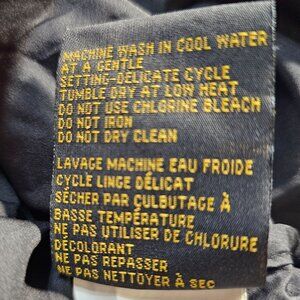 MACHINE WASH IN COOL WATER
AT A GENTLE
SETTING-DELICATE CYCLE
TUMBLE DRY AT LOW HEAT
DO NOT USE CHLORINE BLEACH
DO NOT IRON
DO NOT DRY CLEAN
LAVAGE MACHINE EAU FROIDE
CYCLE LINGE DÉLICAT
SÉCHER PAR CULBUTAGE À
BASSE TEMPÉRATURE
NE PAS UTILISER DE CHLORURE
DÉCOLORANT
NE PAS REPASSER
NE PAS NETTOYER À SEC